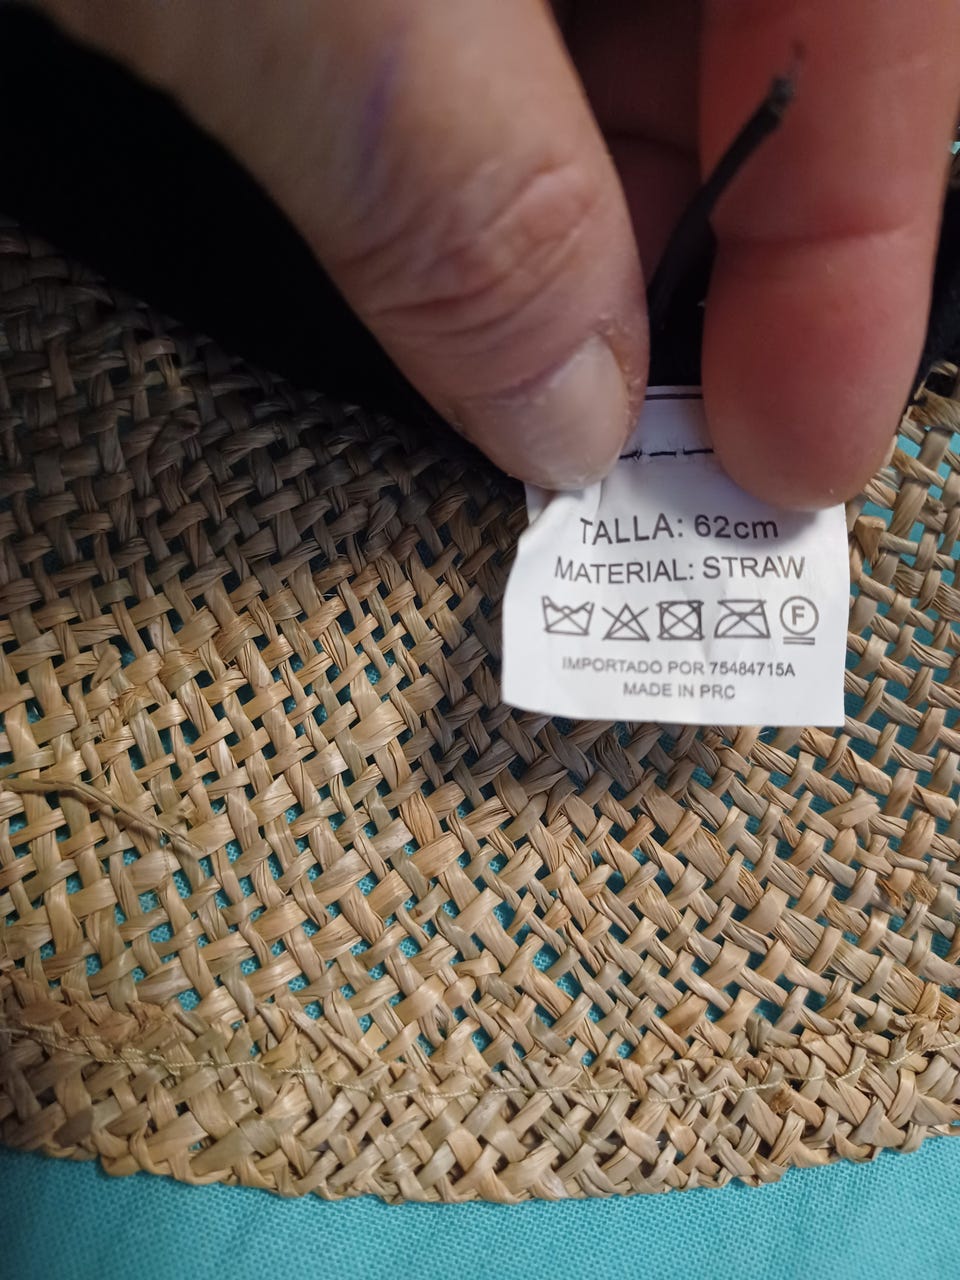 TALLA: 62cm
MATERIAL: STRAW
F
IMPORTADO POR 75484715A
MADE IN PRC